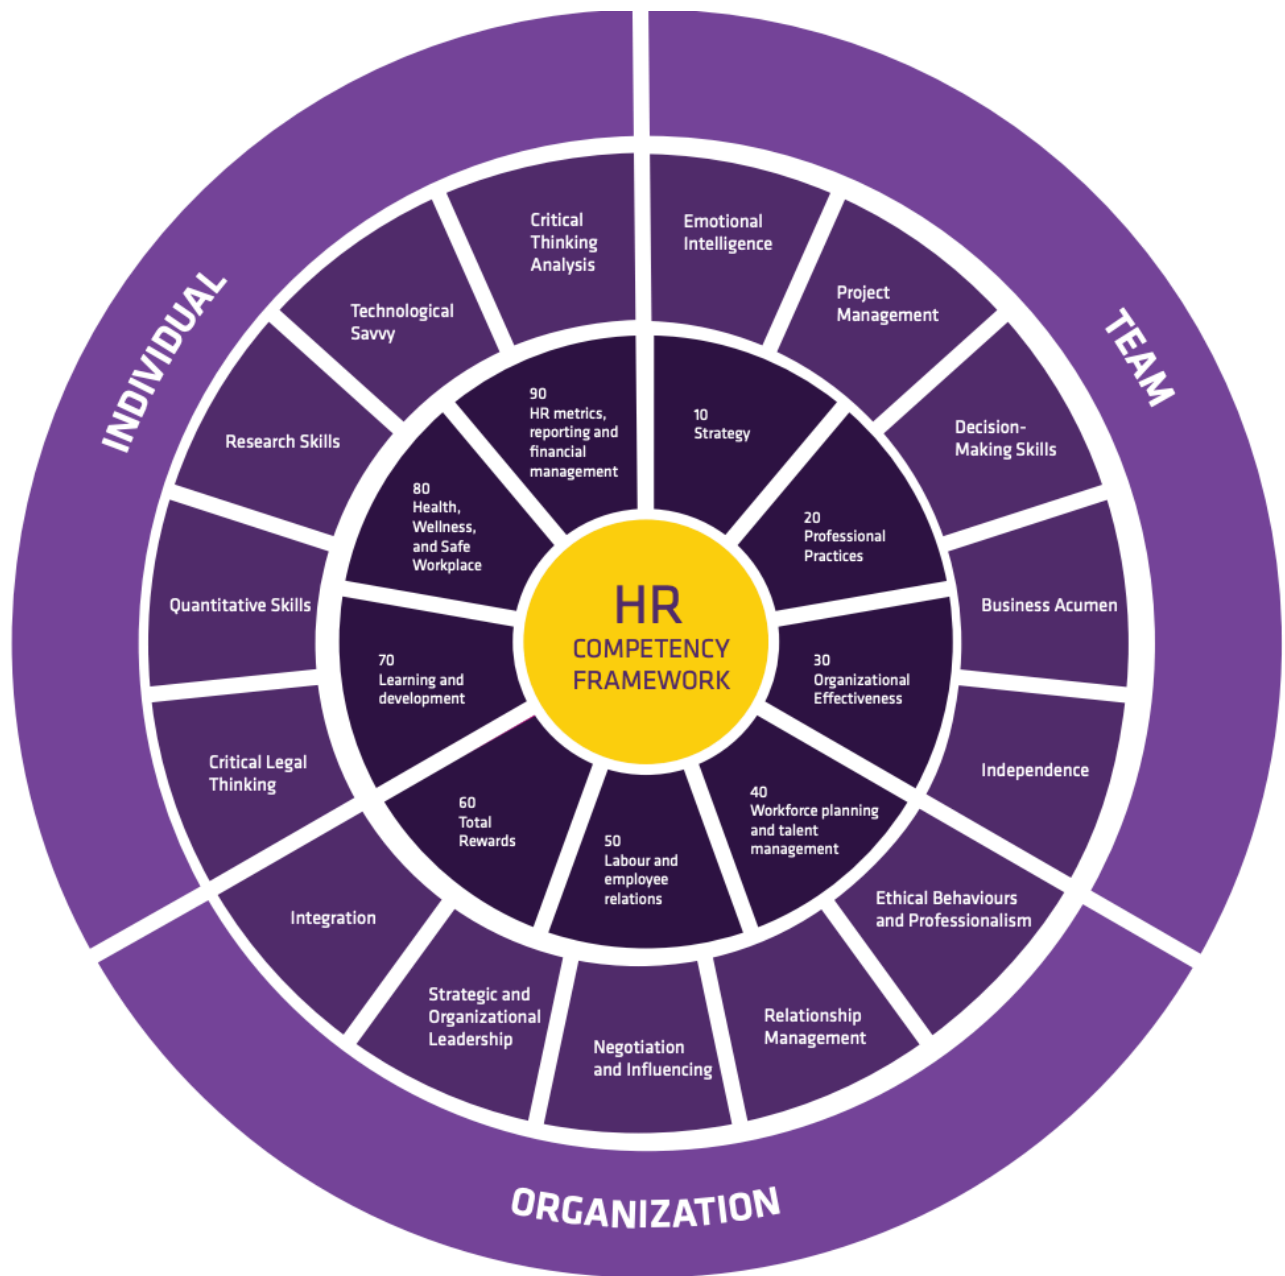 HR
COMPETENCY
FRAMEWORK
10
Strategy
20
Professional
Practices
30
Organizational
Effectiveness
40
Workforce planning
and talent
management
50
Labour and
employee
relations
60
Total
Rewards
70
Learning and
development
80
Health,
Wellness,
and Safe
Workplace
90
HR metrics,
reporting and
financial
management
Emotional
Intelligence
Project
Management
Decision-
Making Skills
Business Acumen
Independence
Ethical Behaviours
and Professionalism
Relationship
Management
Negotiation
and Influencing
Strategic and
Organizational
Leadership
Integration
Critical Legal
Thinking
Quantitative Skills
Research Skills
Technological
Savvy
Critical
Thinking
Analysis
TEAM
ORGANIZATION
INDIVIDUAL